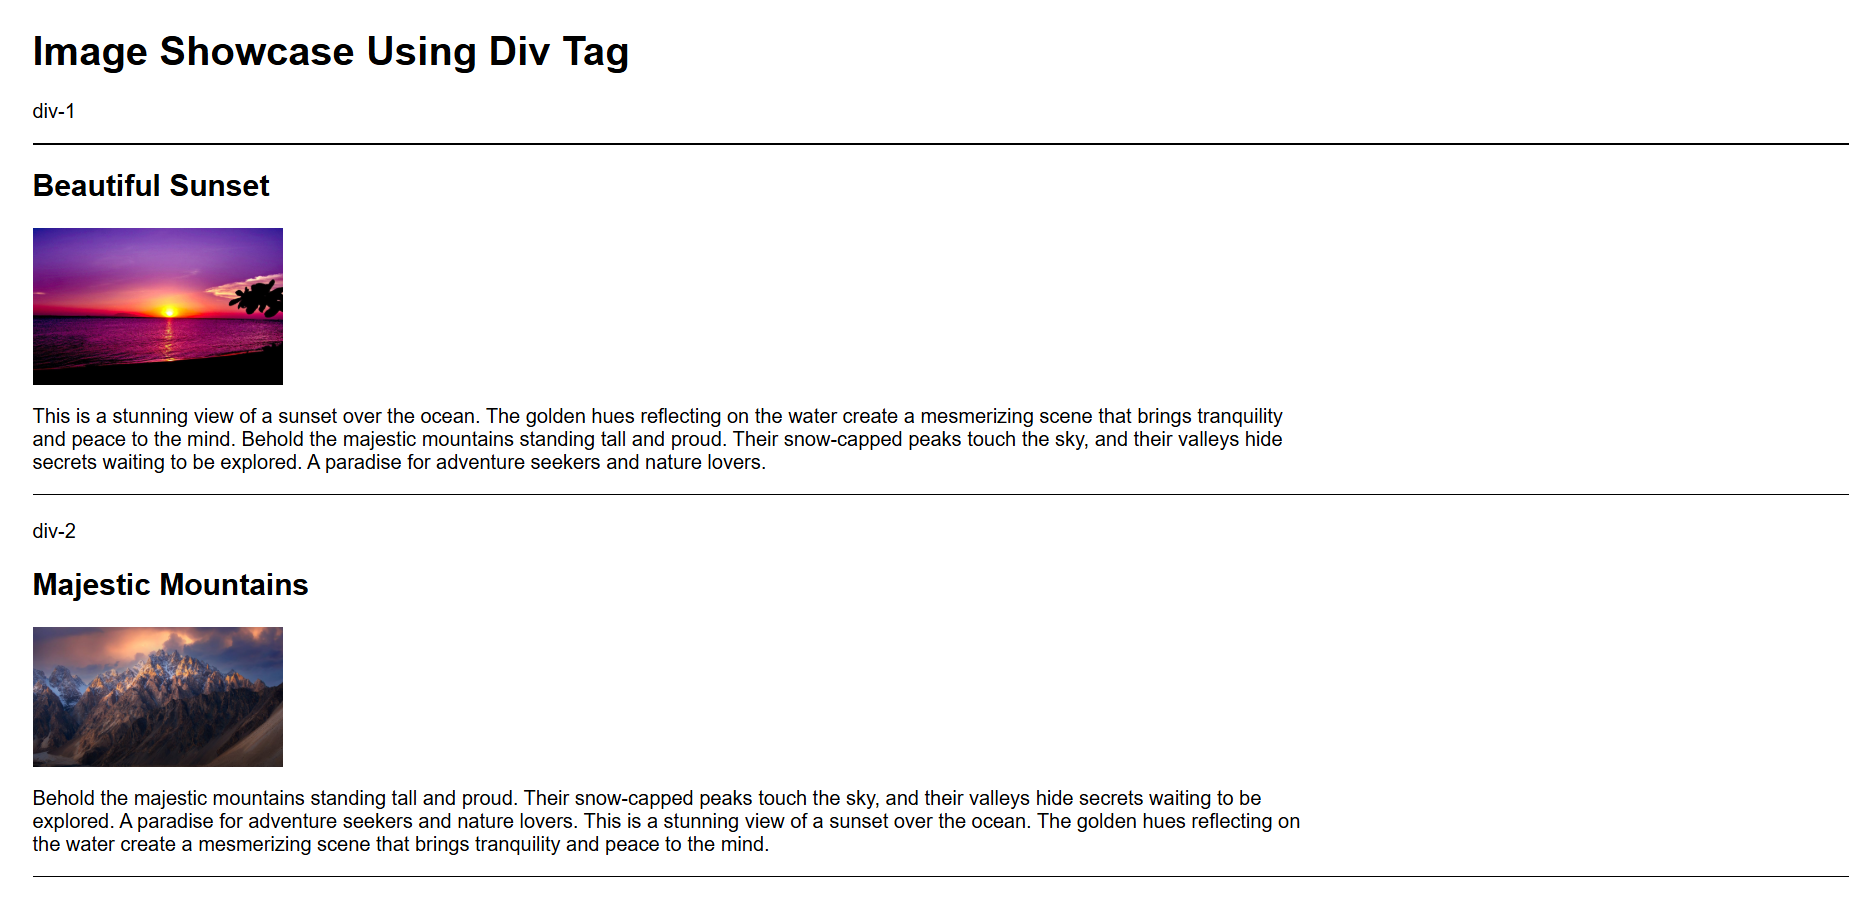 Image Showcase Using Div Tag
div-1
Beautiful Sunset
This is a stunning view of a sunset over the ocean. The golden hues reflecting on the water create a mesmerizing scene that brings tranquility
and peace to the mind. Behold the majestic mountains standing tall and proud. Their snow-capped peaks touch the sky, and their valleys hide
secrets waiting to be explored. A paradise for adventure seekers and nature lovers.
div-2
Majestic Mountains
Behold the majestic mountains standing tall and proud. Their snow-capped peaks touch the sky, and their valleys hide secrets waiting to be
explored. A paradise for adventure seekers and nature lovers. This is a stunning view of a sunset over the ocean. The golden hues reflecting on
the water create a mesmerizing scene that brings tranquility and peace to the mind.